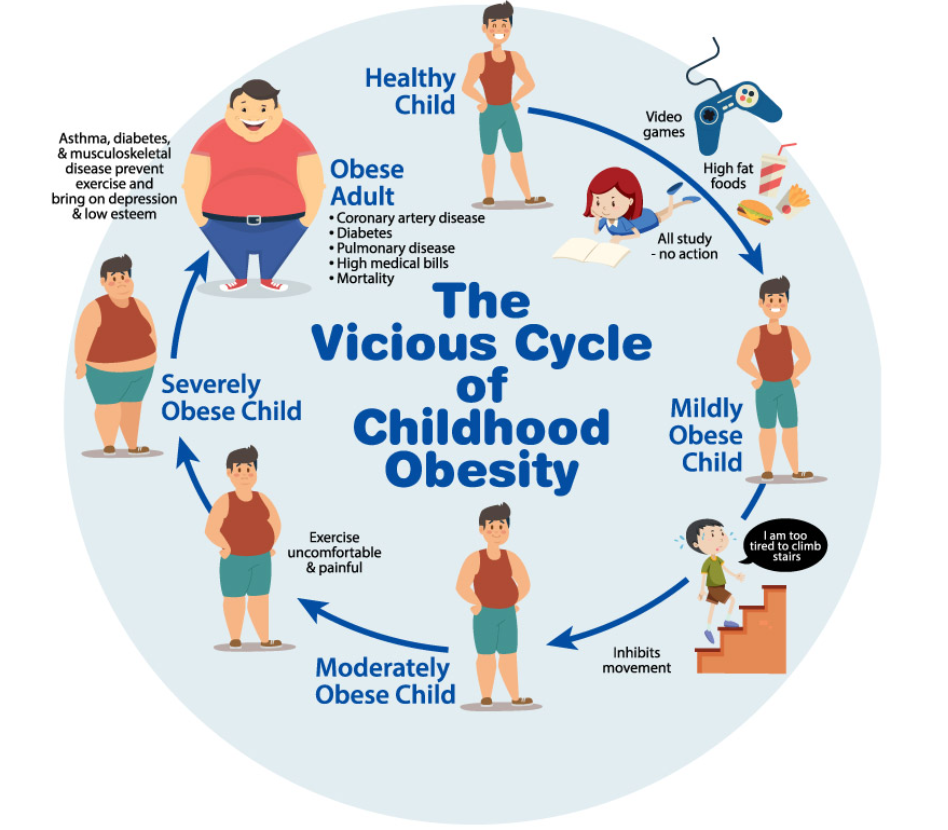 The
Vicious Cycle
of
Childhood
Obesity
Healthy
Child
Video
games
High fat
foods
All study
- no action
Mildly
Obese
Child
I am too
tired to climb
stairs
Inhibits
movement
Moderately
Obese Child
Exercise
uncomfortable
& painful
Severely
Obese Child
Asthma, diabetes,
& musculoskeletal
disease prevent
exercise and
bring on depression
& low esteem
Obese
Adult
• Coronary artery disease
• Diabetes
• Pulmonary disease
• High medical bills
• Mortality